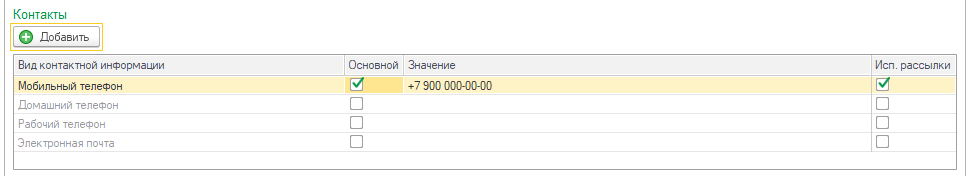 Контакты
Добавить
Вид контактной информации Основной Значение Исп. рассылки
Мобильный телефон +7 900 000-00-00
Домашний телефон
Рабочий телефон
Электронная почта